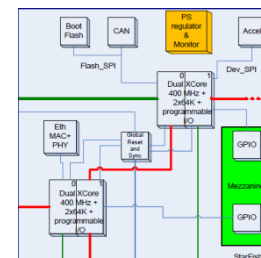 Boot
Flash
CAN
PS
regulator
& Monitor
Accel
Flash_SPI
Dev_SPI
0 1
Dual XCore
400 MHz +
2x64K +
programmable
I/O
Eth
MAC+
PHY
Global
Reset
and
Sync
GPIO
Mezzanin
0 1
Dual XCore
400 MHz +
2x64K +
programmable
I/O
GPIO
StarFish